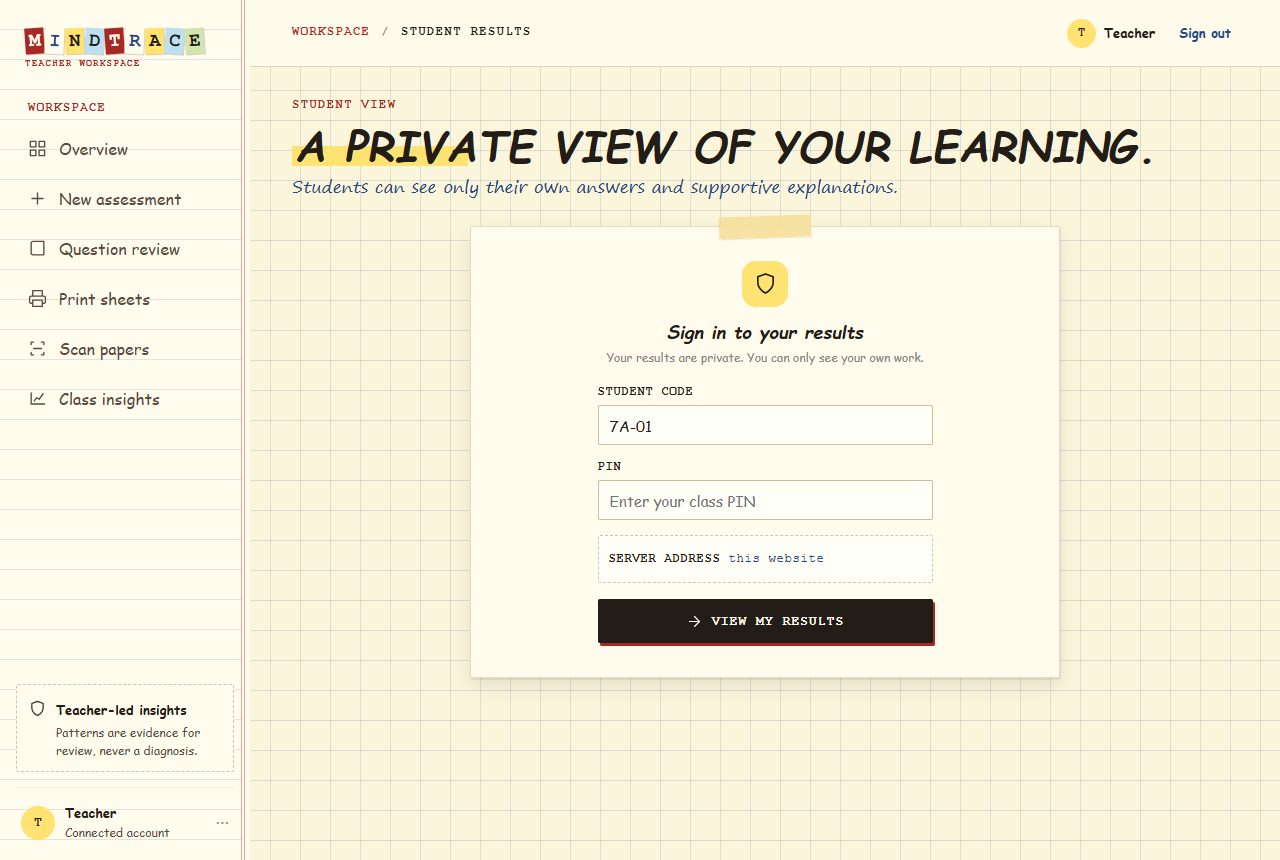 MINDTRACE
TEACHER WORKSPACE
WORKSPACE
Overview
New assessment
Question review
Print sheets
Scan papers
Class insights
Teacher-led insights
Patterns are evidence for
review, never a diagnosis.
T
Teacher
Connected account
...
WORKSPACE / STUDENT RESULTS
T Teacher Sign out
STUDENT VIEW
A PRIVATE VIEW OF YOUR LEARNING.
Students can see only their own answers and supportive explanations.
Sign in to your results
Your results are private. You can only see your own work.
STUDENT CODE
7A-01
PIN
Enter your class PIN
SERVER ADDRESS this website
→ VIEW MY RESULTS